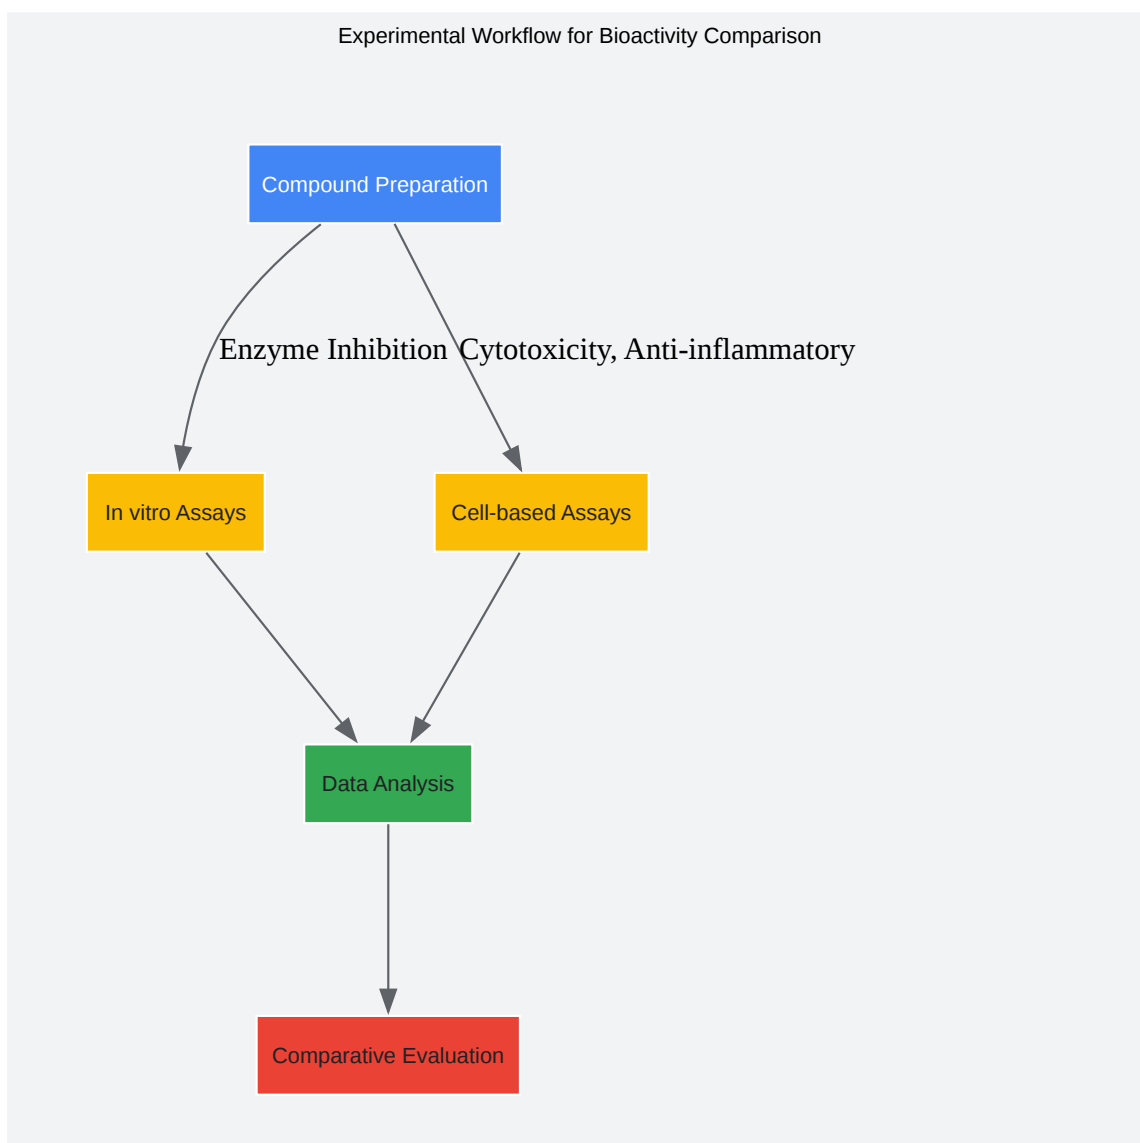 Experimental Workflow for Bioactivity Comparison
Compound Preparation
Enzyme Inhibition
Cytotoxicity, Anti-inflammatory
In vitro Assays
Cell-based Assays
Data Analysis
Comparative Evaluation